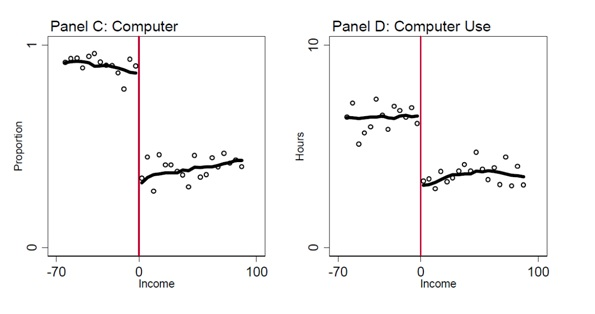 Panel C: Computer
1
Proportion
0
-70
0
100
Income
Panel D: Computer Use
10
Hours
0
-70
0
100
Income